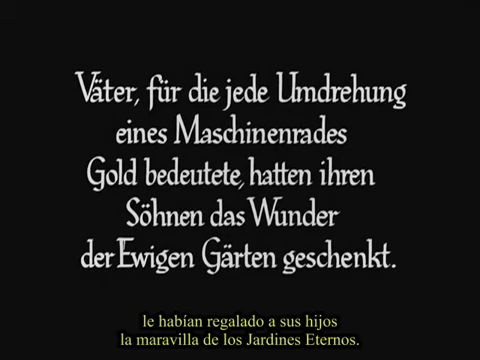 Väter, für die jede Umdrehung
eines Maschinenrades
Gold bedeutete, hatten ihren
Söhnen das Wunder
der Ewigen Gärten geschenkt.
le habían regalado a sus hijos
la maravilla de los Jardines Eternos.